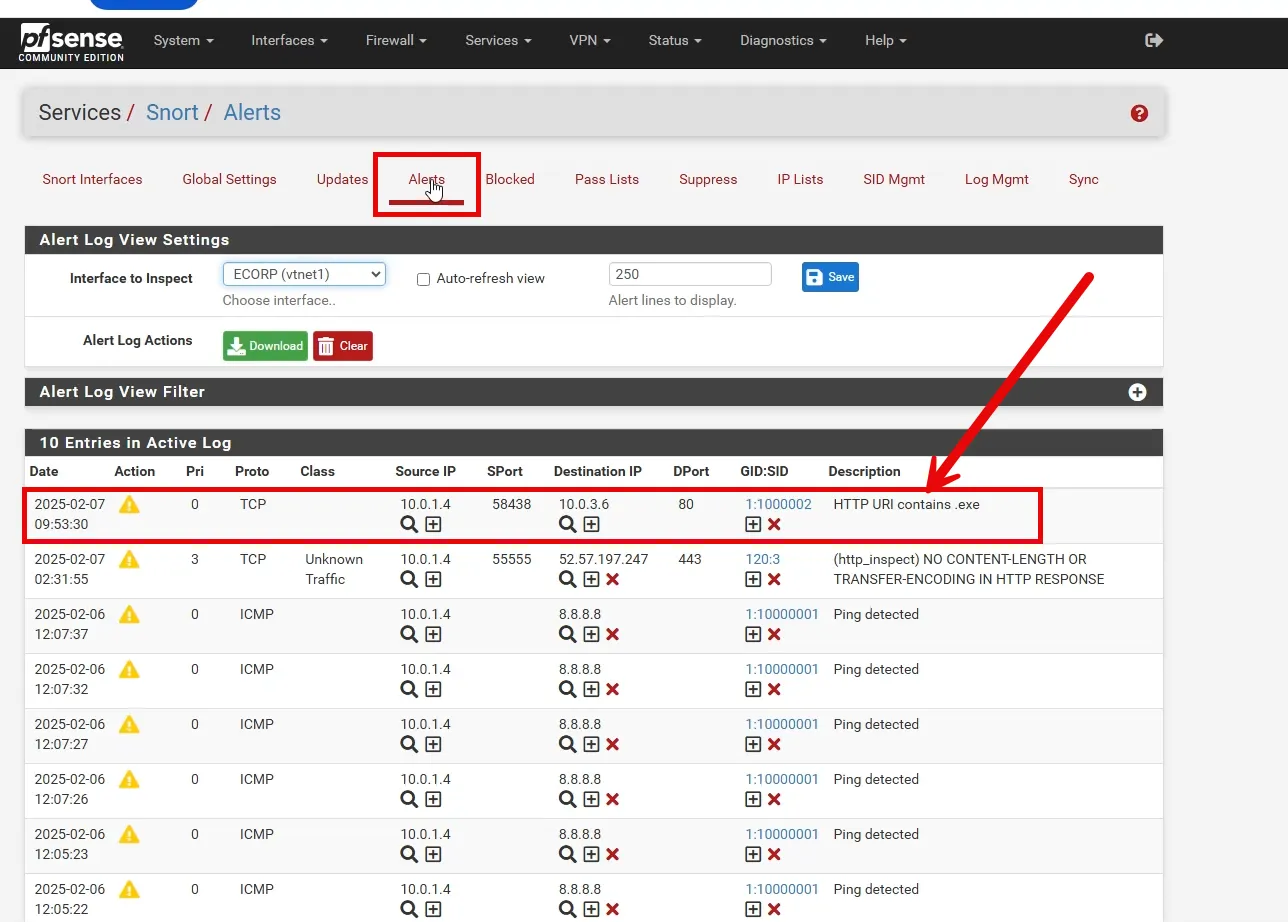 pfsense
COMMUNITY EDITION
System Interfaces Firewall Services VPN Status Diagnostics Help
Services / Snort / Alerts
Snort Interfaces Global Settings Updates Alerts Blocked Pass Lists Suppress IP Lists SID Mgmt Log Mgmt Sync
Alert Log View Settings
Interface to Inspect ECORP (vtnet1) Auto-refresh view 250 Save
Choose interface.. Alert lines to display.
Alert Log Actions Download Clear
Alert Log View Filter
10 Entries in Active Log
Date Action Pri Proto Class Source IP SPort Destination IP DPort GID:SID Description
2025-02-07 0 TCP 10.0.1.4 58438 10.0.3.6 80 1:1000002 HTTP URI contains .exe
09:53:30
2025-02-07 3 TCP Unknown 10.0.1.4 55555 52.57.197.247 443 120:3 (http_inspect) NO CONTENT-LENGTH OR
02:31:55 Traffic TRANSFER-ENCODING IN HTTP RESPONSE
2025-02-06 0 ICMP 10.0.1.4 8.8.8.8 1:10000001 Ping detected
12:07:37
2025-02-06 0 ICMP 10.0.1.4 8.8.8.8 1:10000001 Ping detected
12:07:32
2025-02-06 0 ICMP 10.0.1.4 8.8.8.8 1:10000001 Ping detected
12:07:27
2025-02-06 0 ICMP 10.0.1.4 8.8.8.8 1:10000001 Ping detected
12:07:26
2025-02-06 0 ICMP 10.0.1.4 8.8.8.8 1:10000001 Ping detected
12:05:23
2025-02-06 0 ICMP 10.0.1.4 8.8.8.8 1:10000001 Ping detected
12:05:22